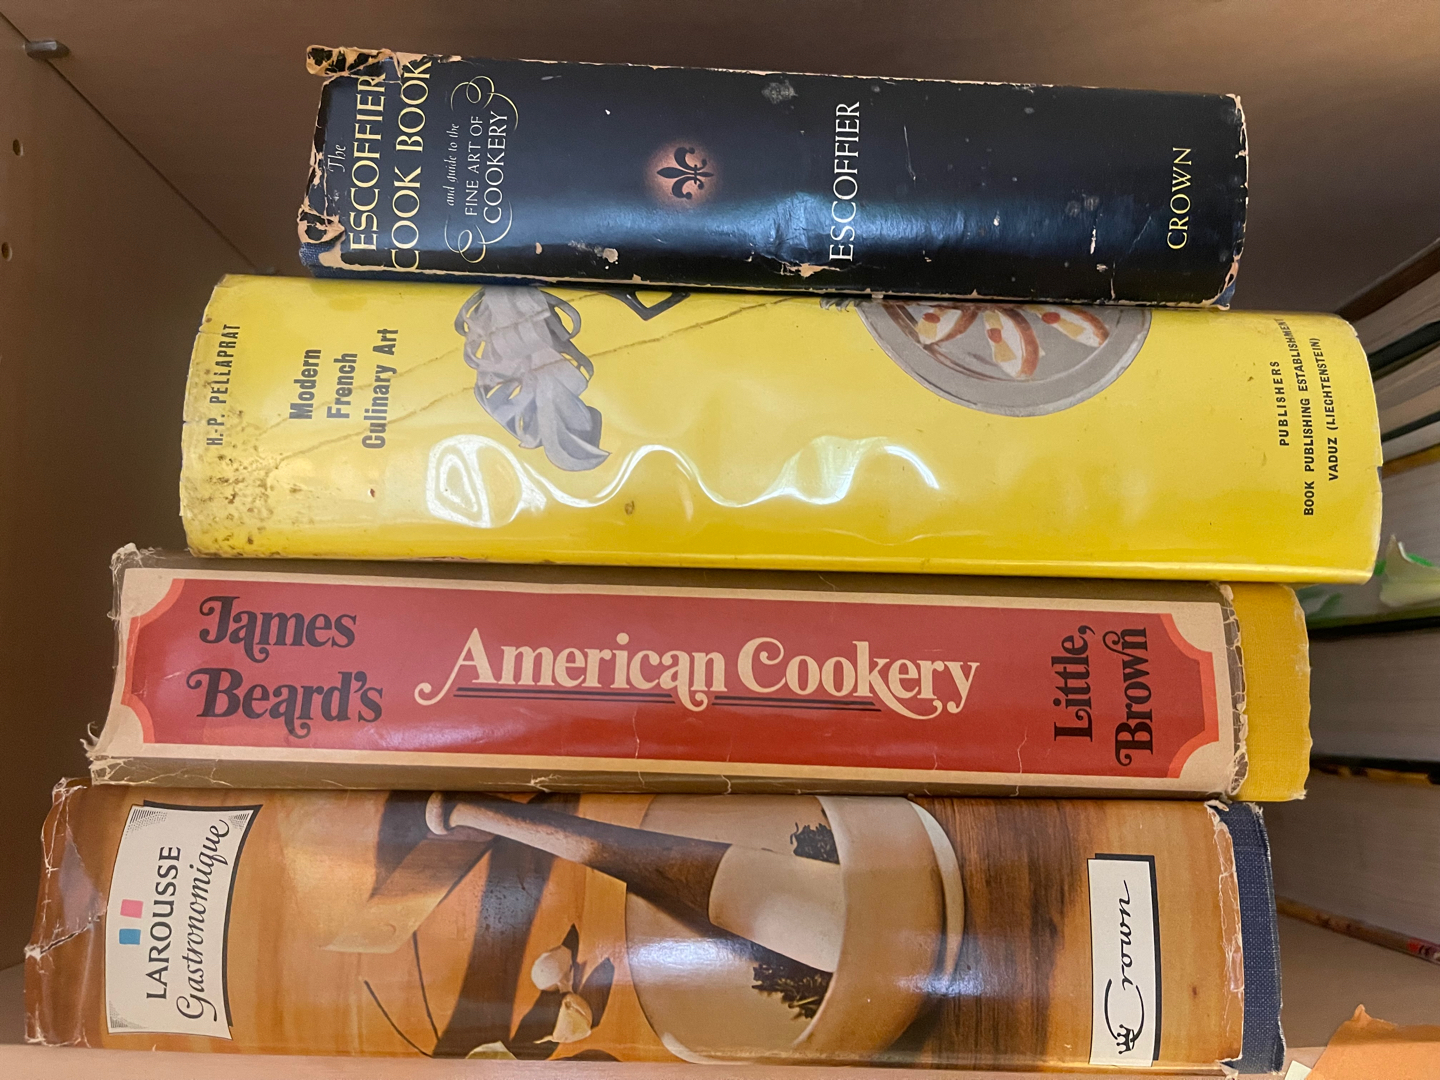 The
ESCOFFIER
COOK BOOK
and guide to the
FINE ART OF
COOKERY
ESCOFFIER
CROWN
H.-P. PELLAPRAT
Modern
French
Culinary Art
PUBLISHERS
BOOK PUBLISHING ESTABLISHMENT
VADUZ (LIECHTENSTEIN)
James
Beard's
American Cookery
Little,
Brown
LAROUSSE
Gastronomique
Crown